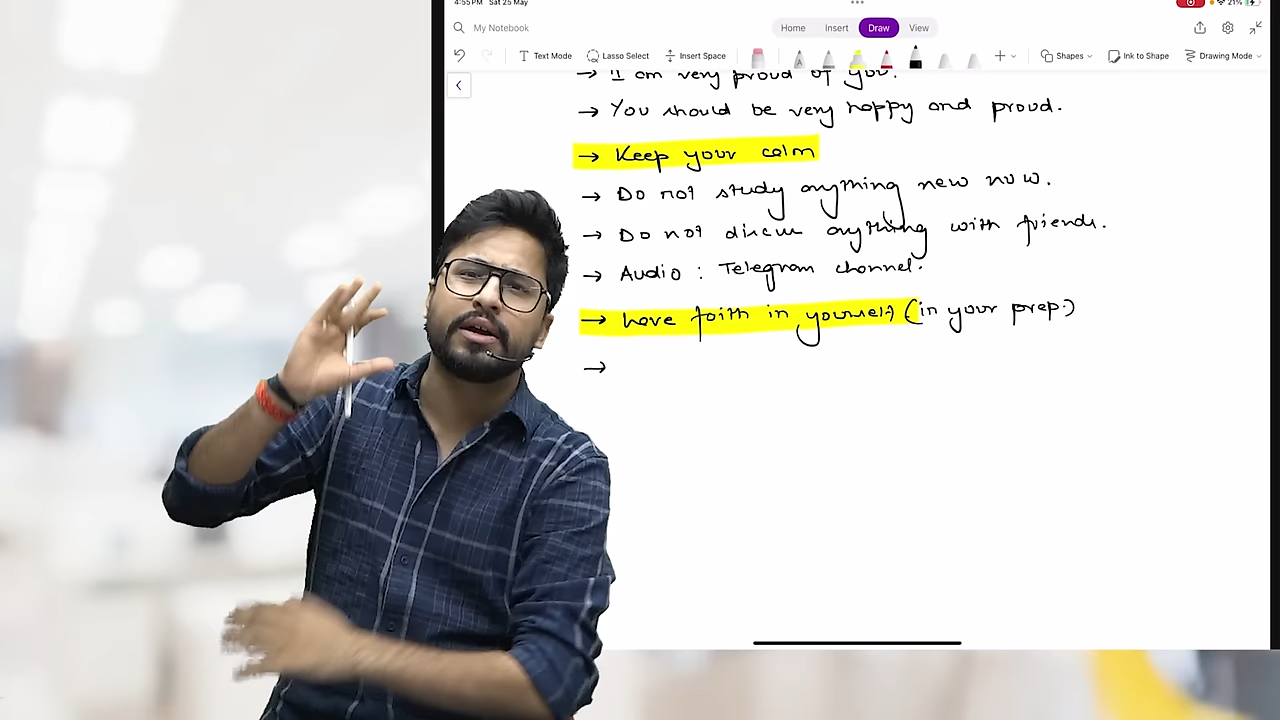 4:55PM Sat 25 May
21%
My Notebook
Home Insert Draw View
Text Mode Lasso Select Insert Space Shapes Ink to Shape Drawing Mode
→ I am very proud of you.
→ You should be very happy and proud.
→ Keep your calm
→ Do not study anything new now.
→ Do not discuss anything with friends.
→ Audio : Telegram channel.
→ have faith in yourself (in your prep.)
→